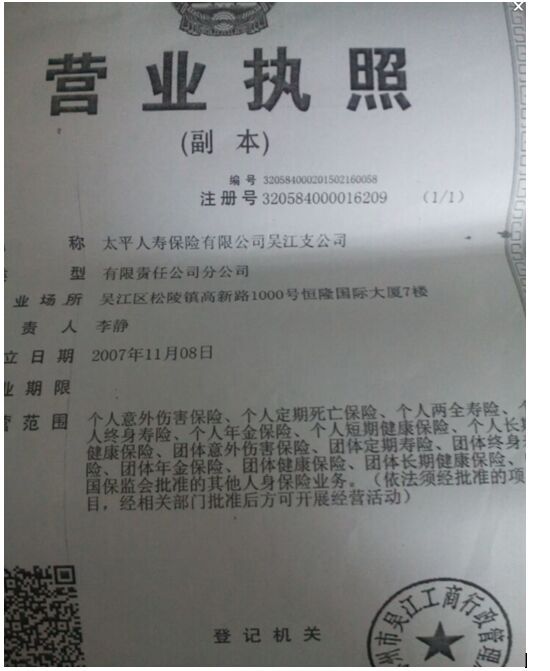 营业执照
(副 本)
编 号 320584000201502160058
注册号 320584000016209 (1/1)
称 太平人寿保险有限公司吴江支公司
型 有限责任公司分公司
业场所 吴江区松陵镇高新路1000号恒隆国际大厦7楼
责人 李静
立日期 2007年11月08日
业期限
营范围 个人意外伤害保险、个人定期死亡保险、个人两全寿险、个
人终身寿险、个人年金保险、个人短期健康保险、个人长期
健康保险、团体意外伤害保险、团体定期寿险、团体终身寿
险、团体年金保险、团体健康保险、团体长期健康保险、
国保监会批准的其他人身保险业务。（依法须经批准的项
目，经相关部门批准后方可开展经营活动）
登记机关
州市吴江工商行政管理